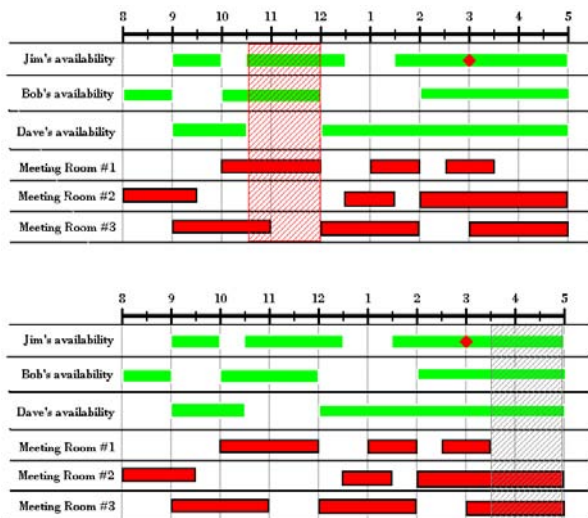 8 9 10 11 12 1 2 3 4 5
Jim's availability
Bob's availability
Dave's availability
Meeting Room #1
Meeting Room #2
Meeting Room #3
8 9 10 11 12 1 2 3 4 5
Jim's availability
Bob's availability
Dave's availability
Meeting Room #1
Meeting Room #2
Meeting Room #3